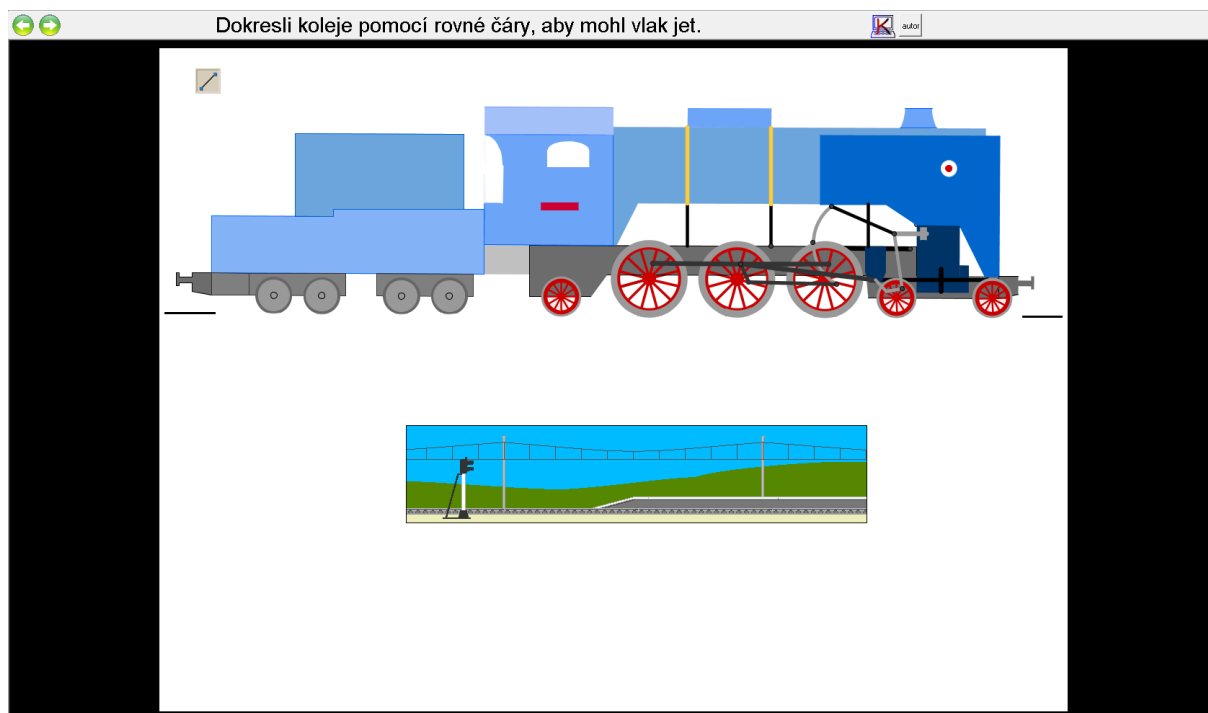 Dokresli koleje pomocí rovné čáry, aby mohl vlak jet.
K
autor